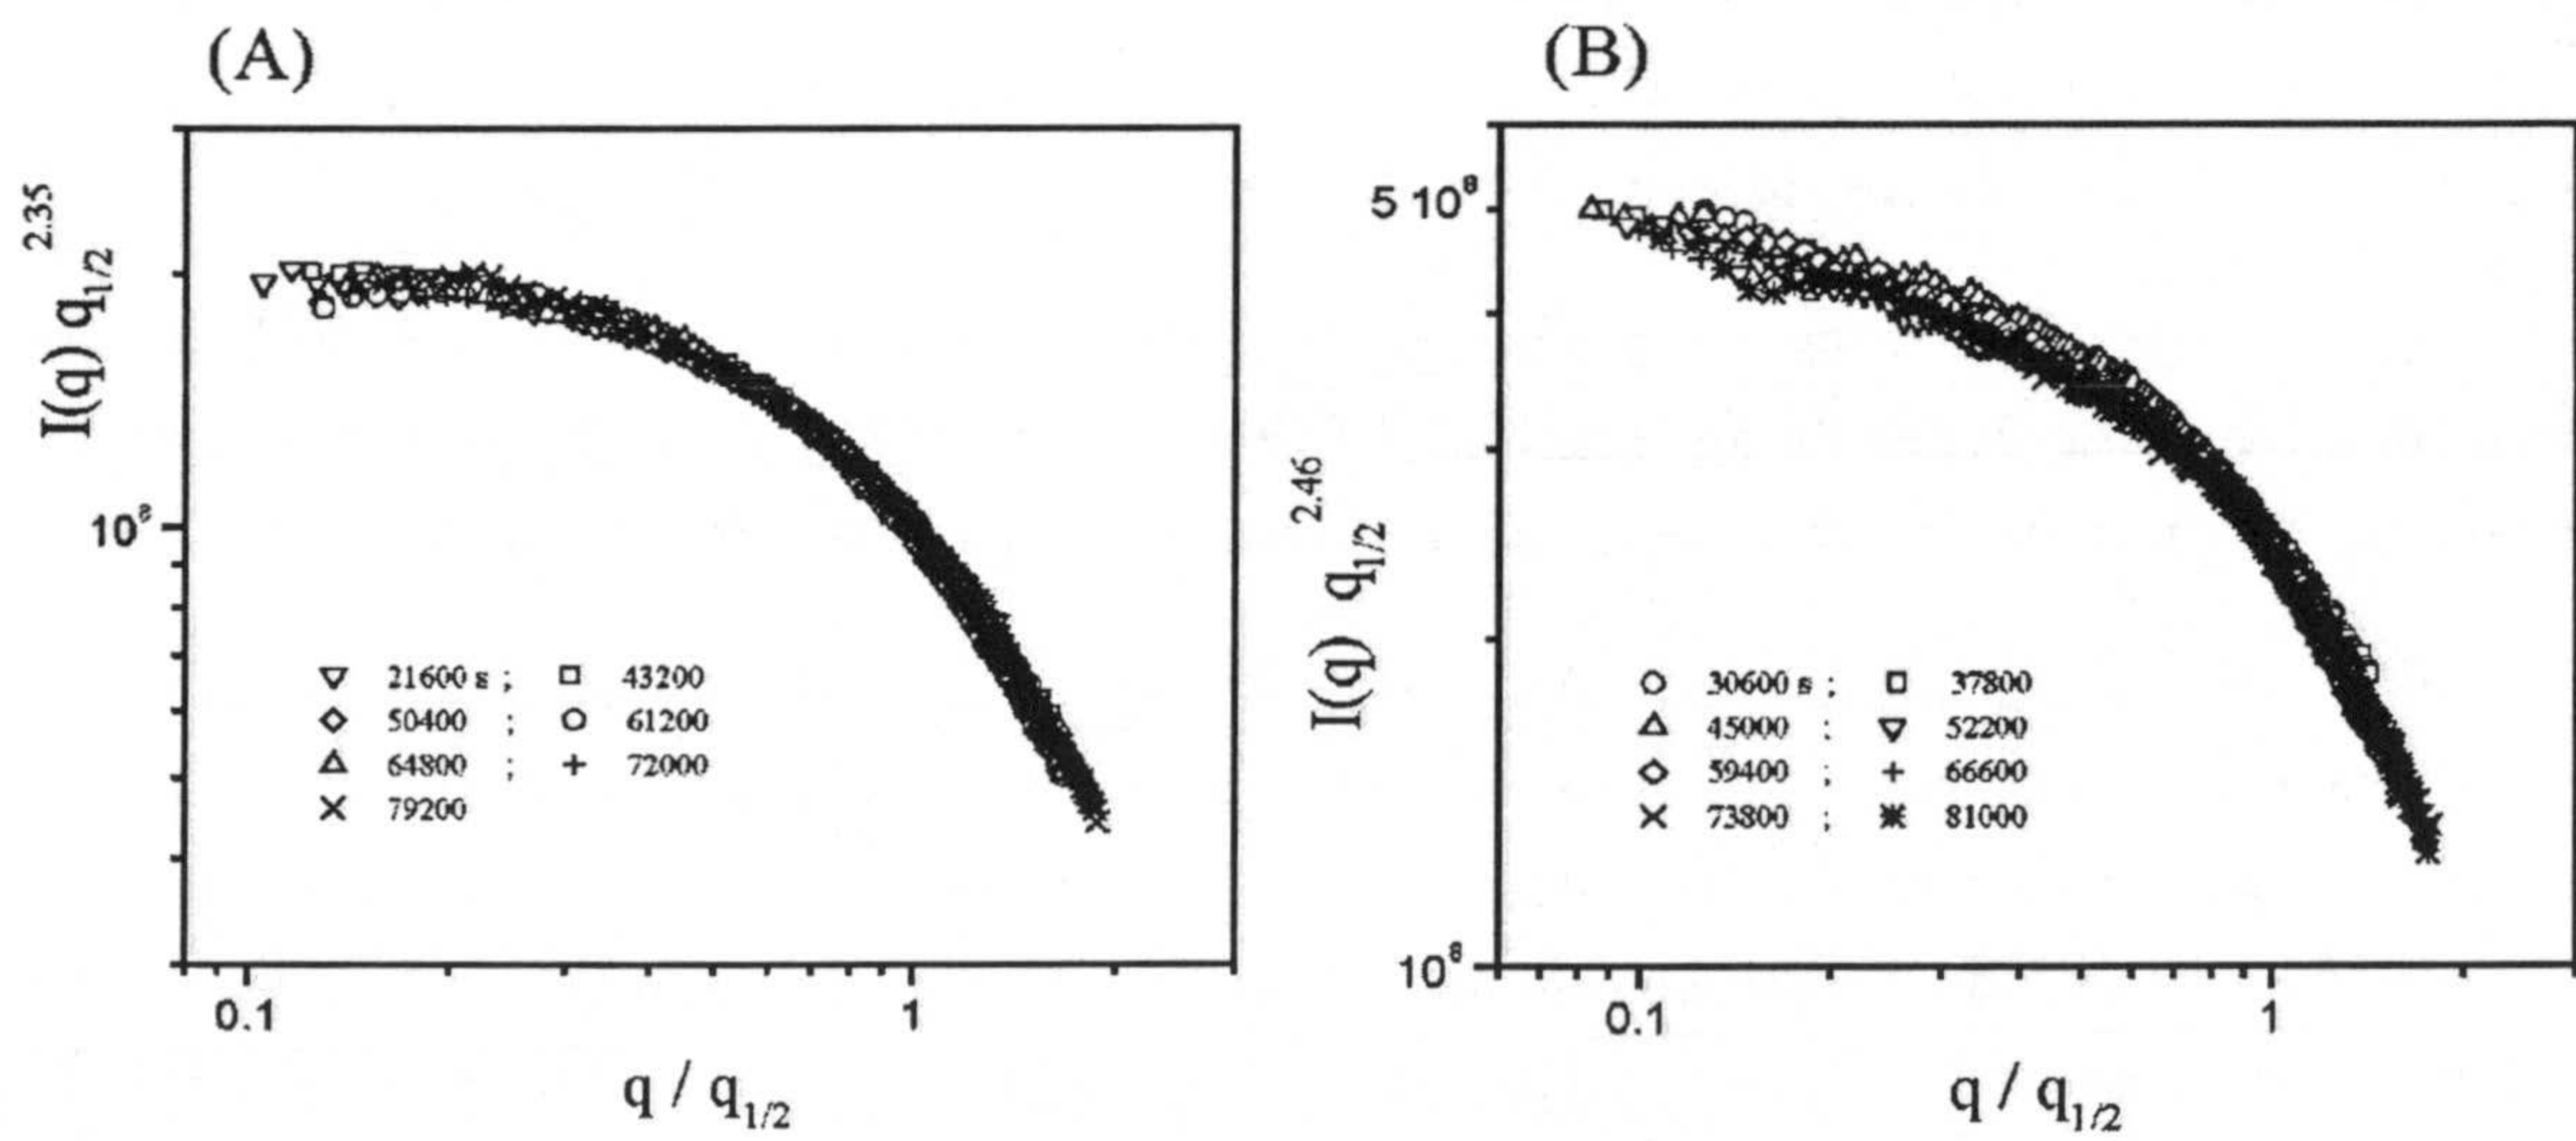 (A)
I(q) q1/2 2.35
10⁸
21600 s ; 43200
50400 ; 61200
64800 ; 72000
79200
0.1 1
q / q1/2
(B)
I(q) q1/2 2.46
5 10⁸
30600 s ; 37800
45000 : 52200
59400 ; 66600
73800 ; 81000
10⁸
0.1 1
q / q1/2